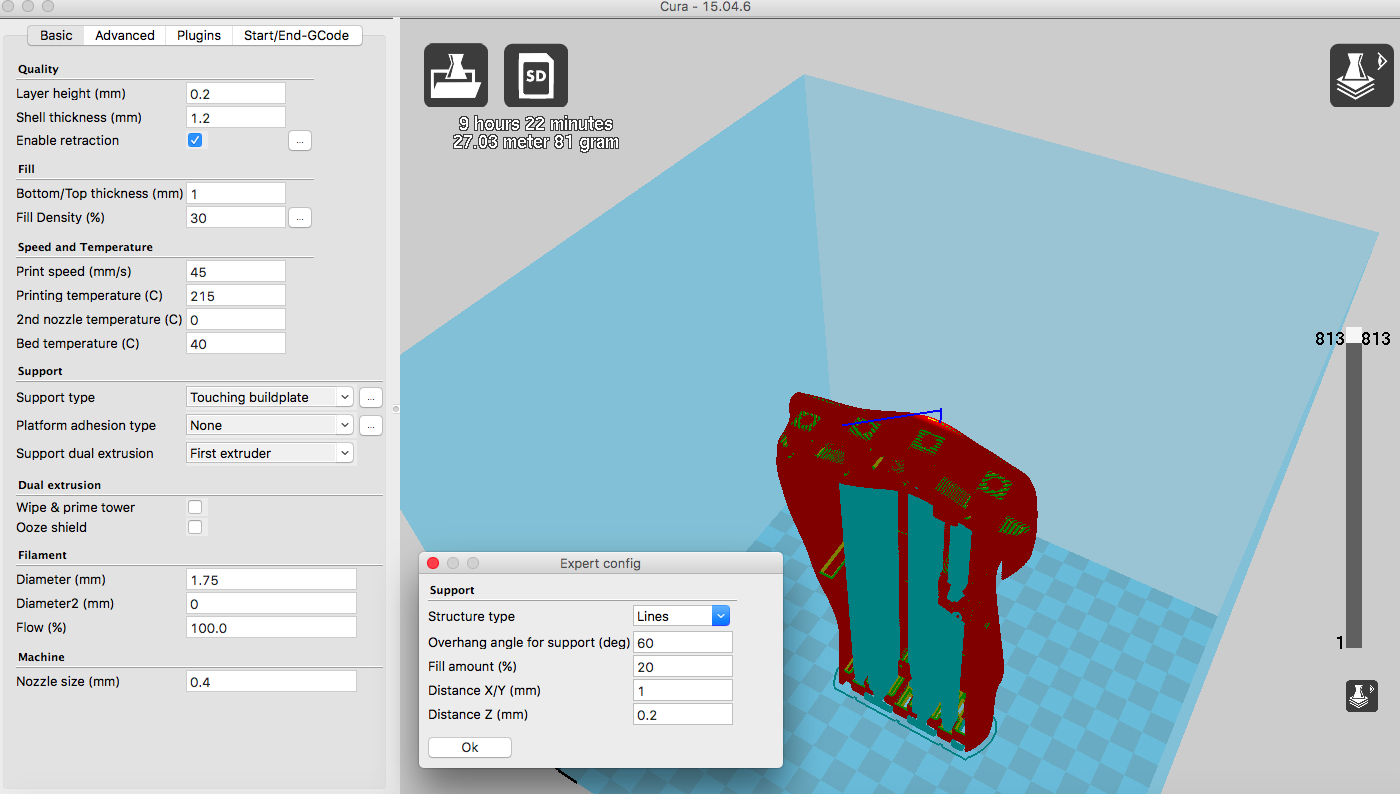 Cura - 15.04.6
Basic Advanced Plugins Start/End-GCode
Quality
Layer height (mm) 0.2
Shell thickness (mm) 1.2
Enable retraction ...
Fill
Bottom/Top thickness (mm) 1
Fill Density (%) 30 ...
Speed and Temperature
Print speed (mm/s) 45
Printing temperature (C) 215
2nd nozzle temperature (C) 0
Bed temperature (C) 40
Support
Support type Touching buildplate ...
Platform adhesion type None ...
Support dual extrusion First extruder
Dual extrusion
Wipe & prime tower
Ooze shield
Filament
Diameter (mm) 1.75
Diameter2 (mm) 0
Flow (%) 100.0
Machine
Nozzle size (mm) 0.4
SD
9 hours 22 minutes
27.03 meter 81 gram
813 813
1
Expert config
Support
Structure type Lines
Overhang angle for support (deg) 60
Fill amount (%) 20
Distance X/Y (mm) 1
Distance Z (mm) 0.2
Ok